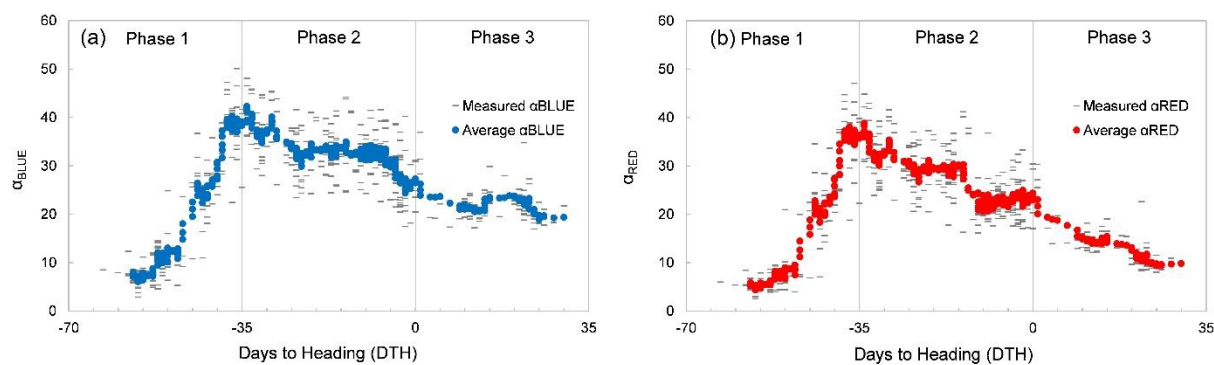 (a)
Phase 1 Phase 2 Phase 3
60
50
40
30
20
10
0
αBLUE
Measured αBLUE
Average αBLUE
-70 -35 0 35
Days to Heading (DTH)
(b)
Phase 1 Phase 2 Phase 3
60
50
40
30
20
10
0
αRED
Measured αRED
Average αRED
-70 -35 0 35
Days to Heading (DTH)